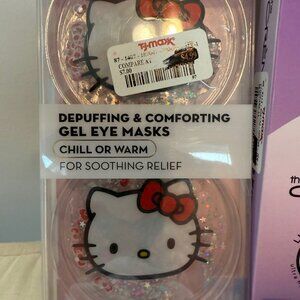 T.J.maxx
COMPARE AT
DEPUFFING & COMFORTING
GEL EYE MASKS
CHILL OR WARM
FOR SOOTHING RELIEF